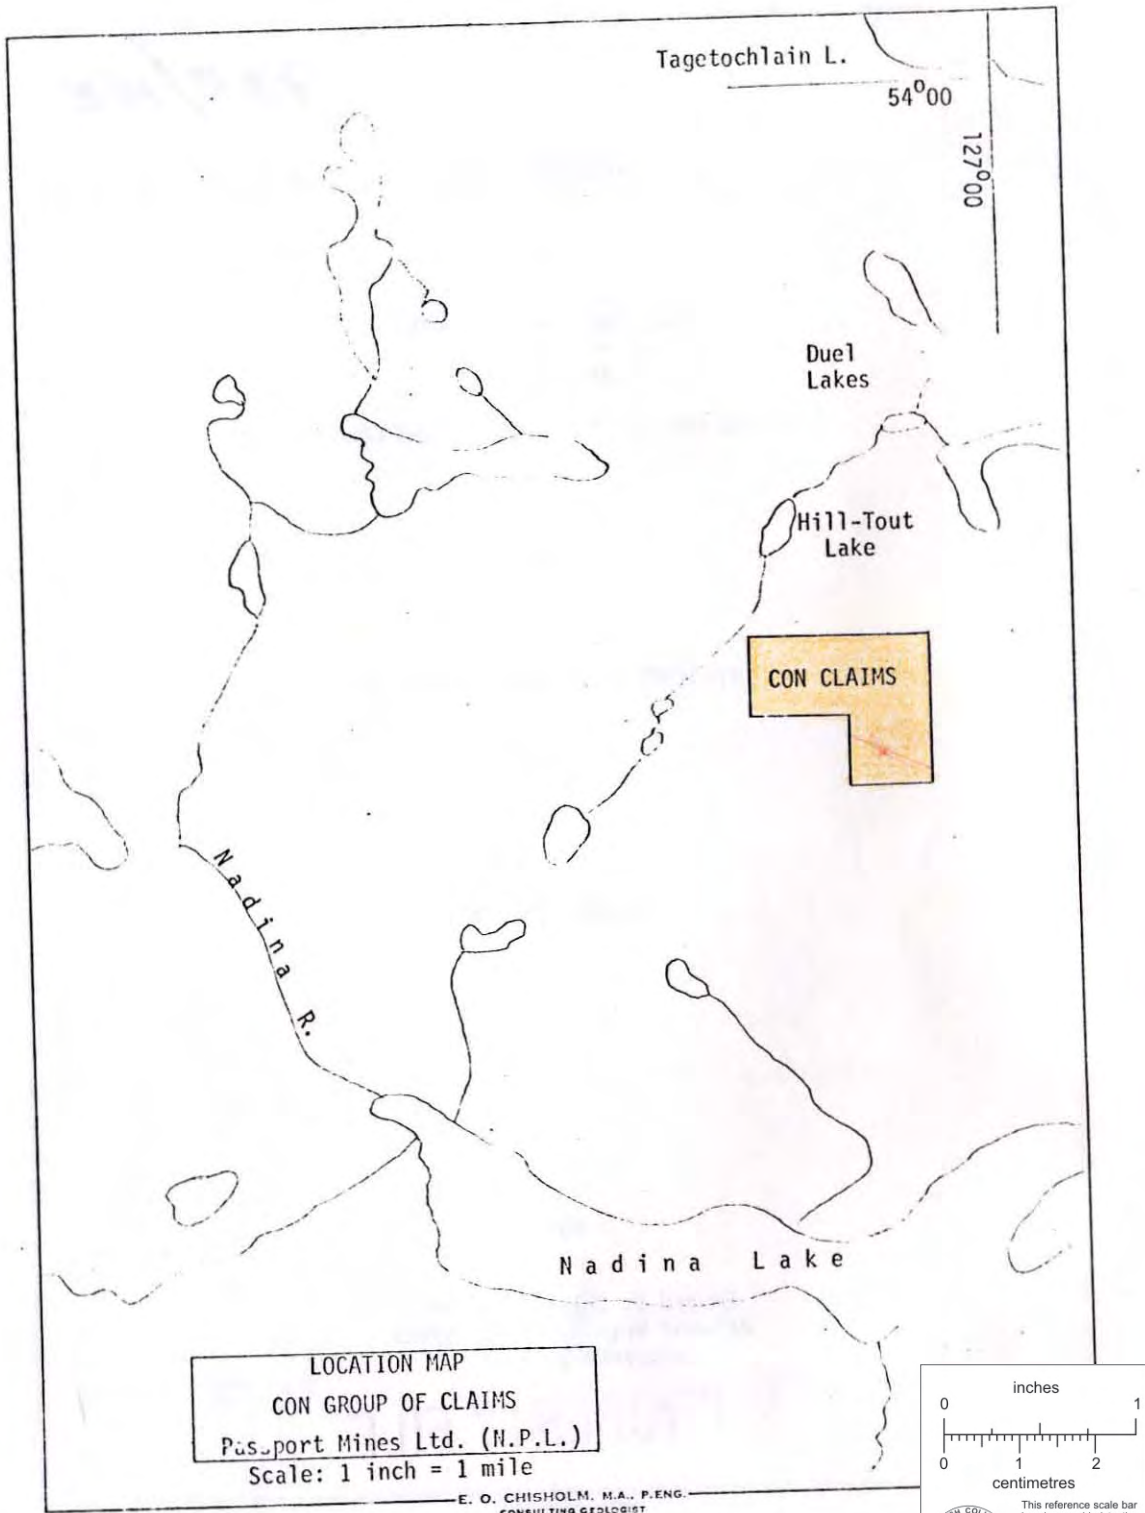 Tagetochlain L.
54°00
127°00
Duel
Lakes
Hill-Tout
Lake
CON CLAIMS
Nadina R.
Nadina Lake
LOCATION MAP
CON GROUP OF CLAIMS
Passport Mines Ltd. (N.P.L.)
Scale: 1 inch = 1 mile
E. O. CHISHOLM, M.A., P.ENG.
CONSULTING GEOLOGIST
inches
0 1
0 1 2
centimetres
This reference scale bar